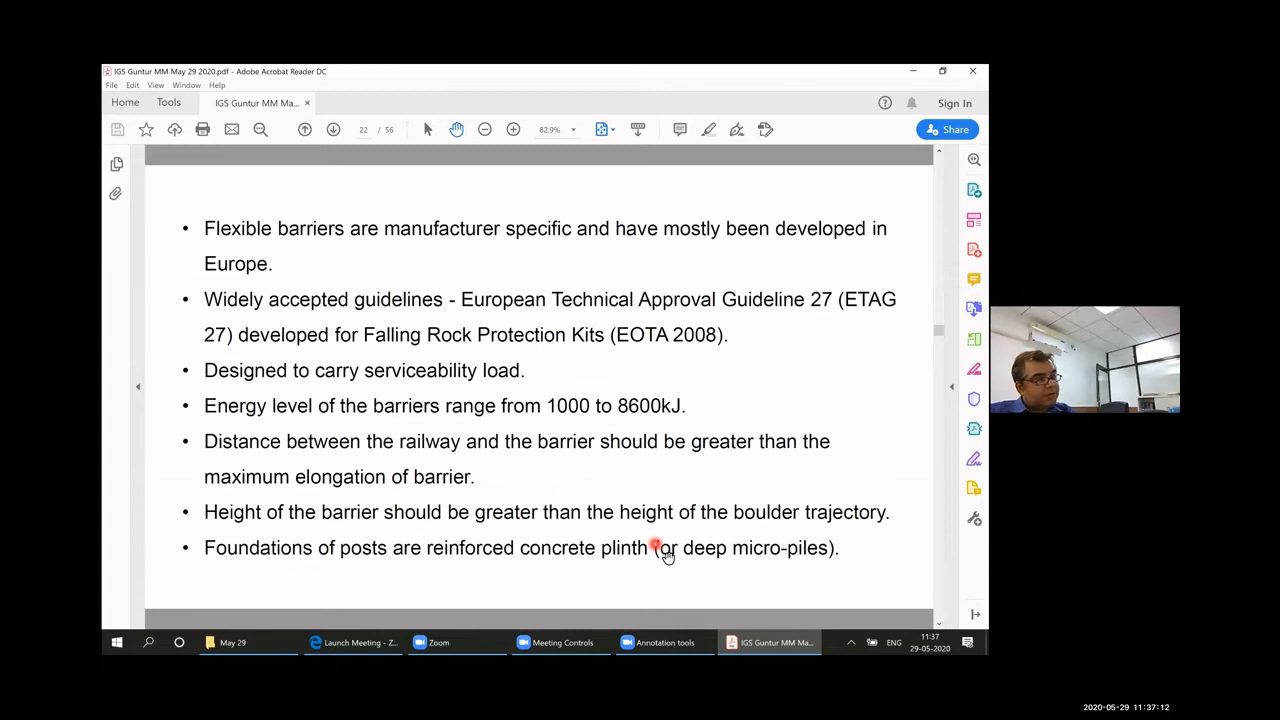 IGS Guntur MM May 29 2020.pdf - Adobe Acrobat Reader DC
File Edit View Window Help
Home Tools IGS Guntur MM Ma... × Sign In
22 / 56 82.9% Share
• Flexible barriers are manufacturer specific and have mostly been developed in
Europe.
• Widely accepted guidelines - European Technical Approval Guideline 27 (ETAG
27) developed for Falling Rock Protection Kits (EOTA 2008).
• Designed to carry serviceability load.
• Energy level of the barriers range from 1000 to 8600kJ.
• Distance between the railway and the barrier should be greater than the
maximum elongation of barrier.
• Height of the barrier should be greater than the height of the boulder trajectory.
• Foundations of posts are reinforced concrete plinth (or deep micro-piles).
May 29 Launch Meeting - Z... Zoom Meeting Controls Annotation tools IGS Guntur MM Ma... ENG 11:37
29-05-2020
2020-05-29 11:37:12